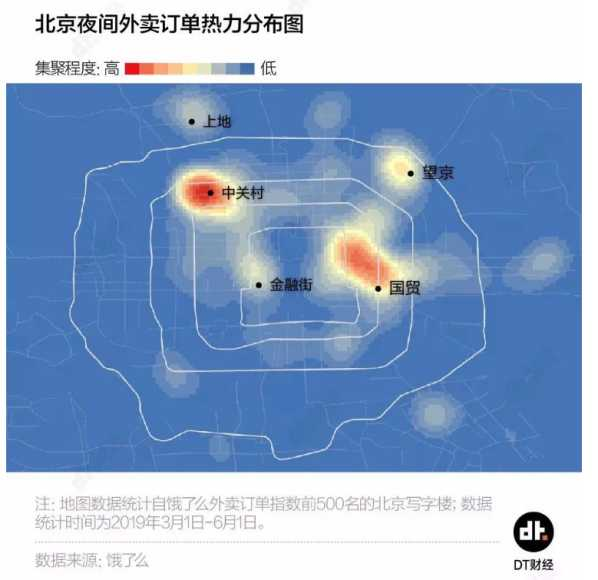 北京夜间外卖订单热力分布图
集聚程度: 高 低
上地
望京
中关村
金融街
国贸
注: 地图数据统计自饿了么外卖订单指数前500名的北京写字楼; 数据
统计时间为2019年3月1日-6月1日。
数据来源: 饿了么
dt.
DT财经